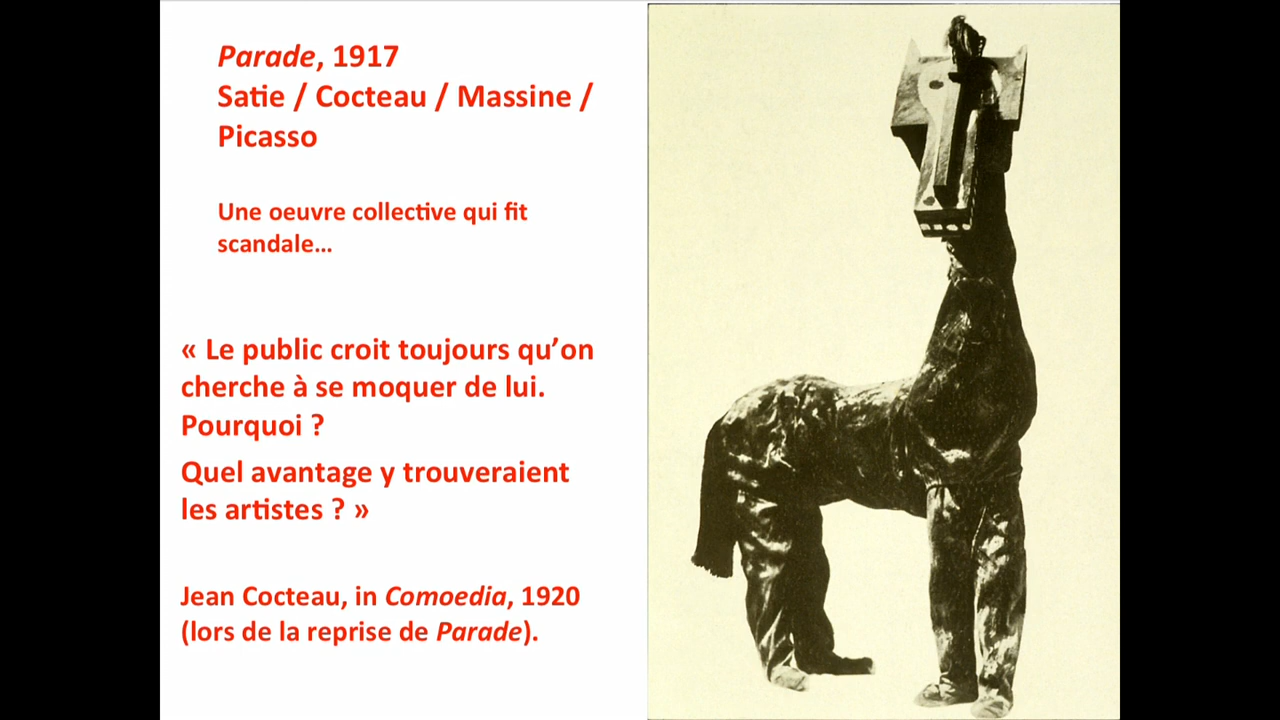 Parade, 1917
Satie / Cocteau / Massine /
Picasso
Une oeuvre collective qui fit
scandale…
« Le public croit toujours qu’on
cherche à se moquer de lui.
Pourquoi ?
Quel avantage y trouveraient
les artistes ? »
Jean Cocteau, in Comoedia, 1920
(lors de la reprise de Parade).